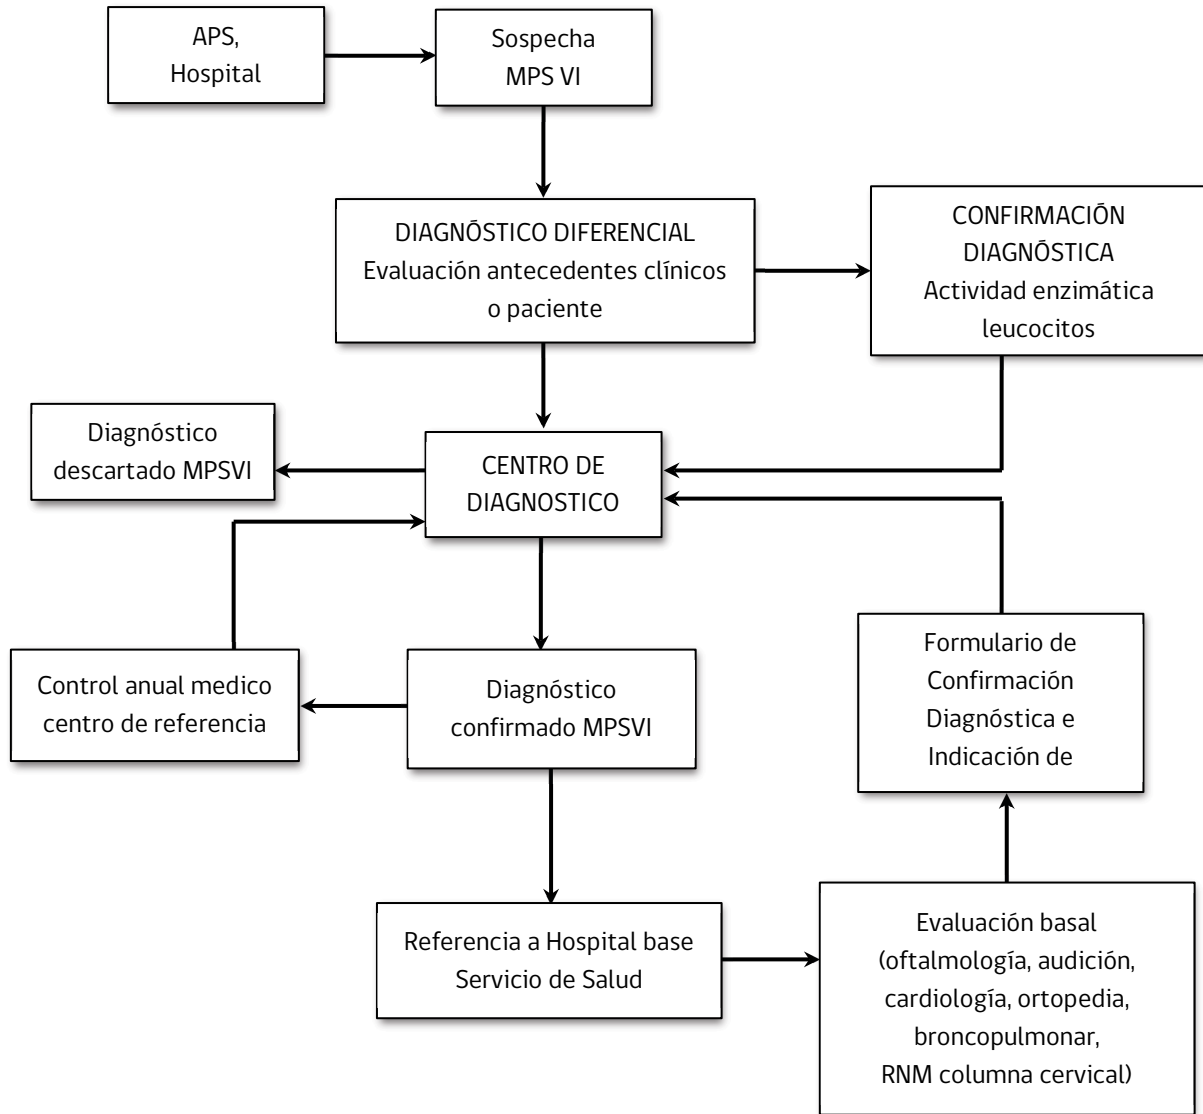 APS,
Hospital
Sospecha
MPS VI
DIAGNÓSTICO DIFERENCIAL
Evaluación antecedentes clínicos
o paciente
CONFIRMACIÓN
DIAGNÓSTICA
Actividad enzimática
leucocitos
Diagnóstico
descartado MPSVI
CENTRO DE
DIAGNOSTICO
Control anual medico
centro de referencia
Diagnóstico
confirmado MPSVI
Formulario de
Confirmación
Diagnóstica e
Indicación de
Referencia a Hospital base
Servicio de Salud
Evaluación basal
(oftalmología, audición,
cardiología, ortopedia,
broncopulmonar,
RNM columna cervical)